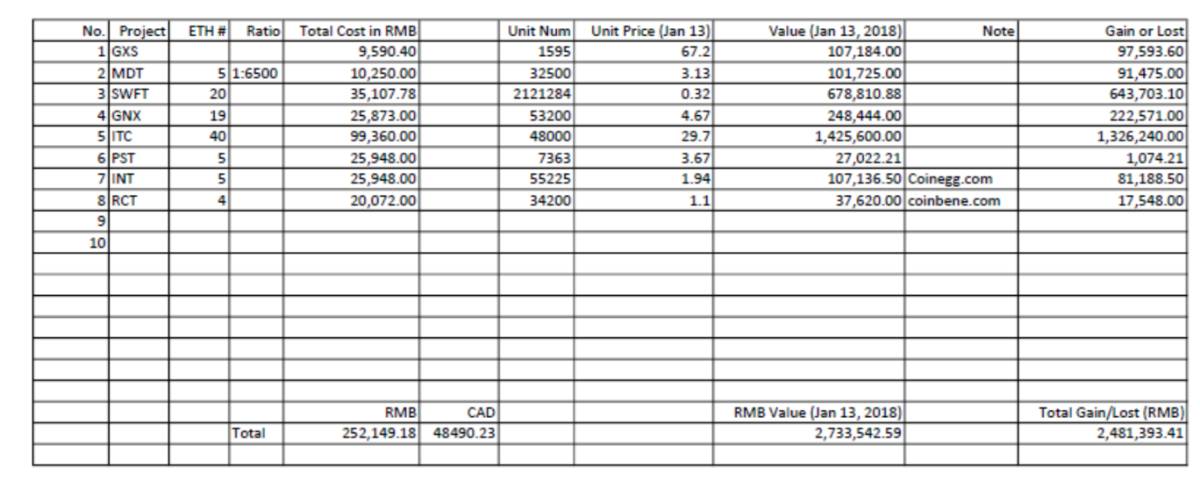 No. Project ETH # Ratio Total Cost in RMB Unit Num Unit Price (Jan 13) Value (Jan 13, 2018) Note Gain or Lost
1 GXS 9,590.40 1595 67.2 107,184.00 97,593.60
2 MDT 5 1:6500 10,250.00 32500 3.13 101,725.00 91,475.00
3 SWFT 20 35,107.78 2121284 0.32 678,810.88 643,703.10
4 GNX 19 25,873.00 53200 4.67 248,444.00 222,571.00
5 ITC 40 99,360.00 48000 29.7 1,425,600.00 1,326,240.00
6 PST 5 25,948.00 7363 3.67 27,022.21 1,074.21
7 INT 5 25,948.00 55225 1.94 107,136.50 Coinegg.com 81,188.50
8 RCT 4 20,072.00 34200 1.1 37,620.00 coinbene.com 17,548.00
9
10
RMB CAD RMB Value (Jan 13, 2018) Total Gain/Lost (RMB)
Total 252,149.18 48490.23 2,733,542.59 2,481,393.41